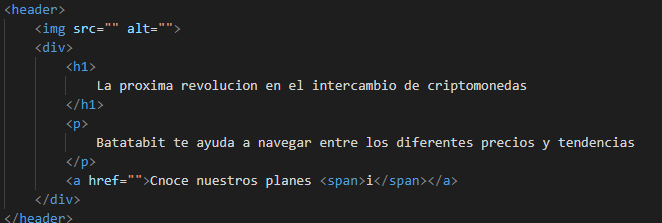 <header>
<img src="" alt="">
<div>
<h1>
La proxima revolucion en el intercambio de criptomonedas
</h1>
<p>
Batatabit te ayuda a navegar entre los diferentes precios y tendencias
</p>
<a href="">Cnoce nuestros planes <span>i</span></a>
</div>
</header>